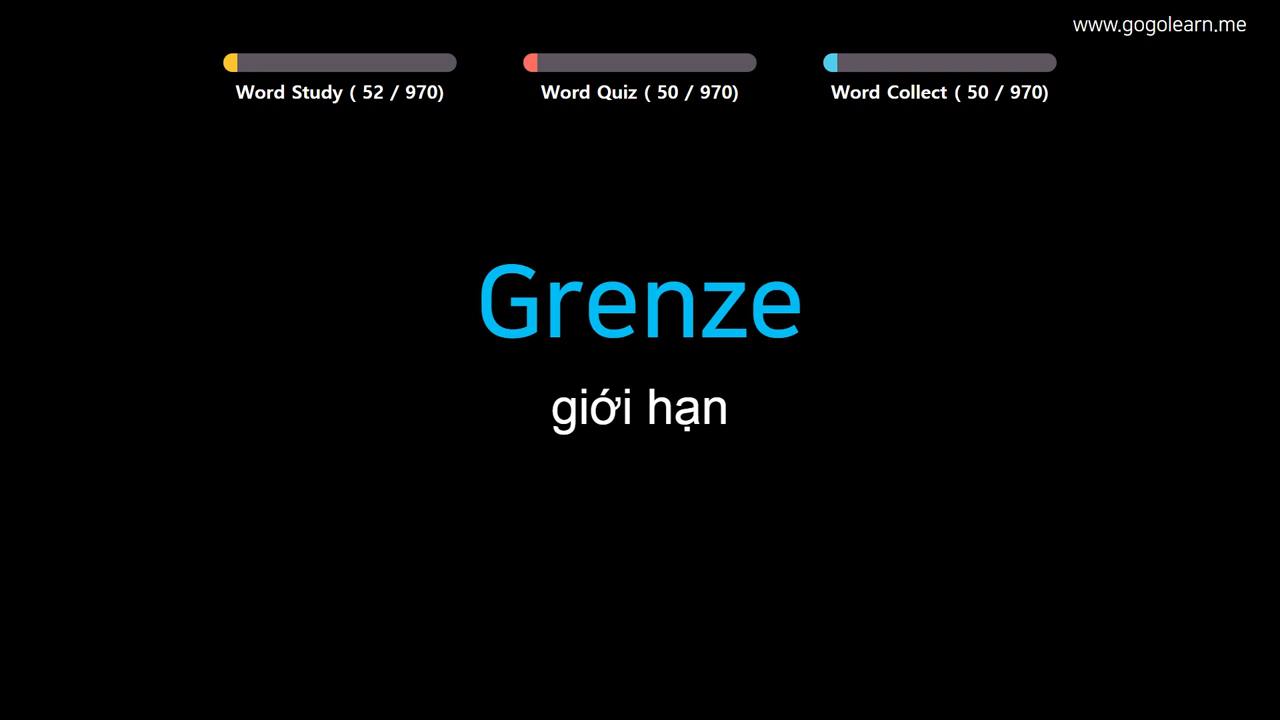 www.gogolearn.me
Word Study ( 52 / 970)
Word Quiz ( 50 / 970)
Word Collect ( 50 / 970)
Grenze
giới hạn